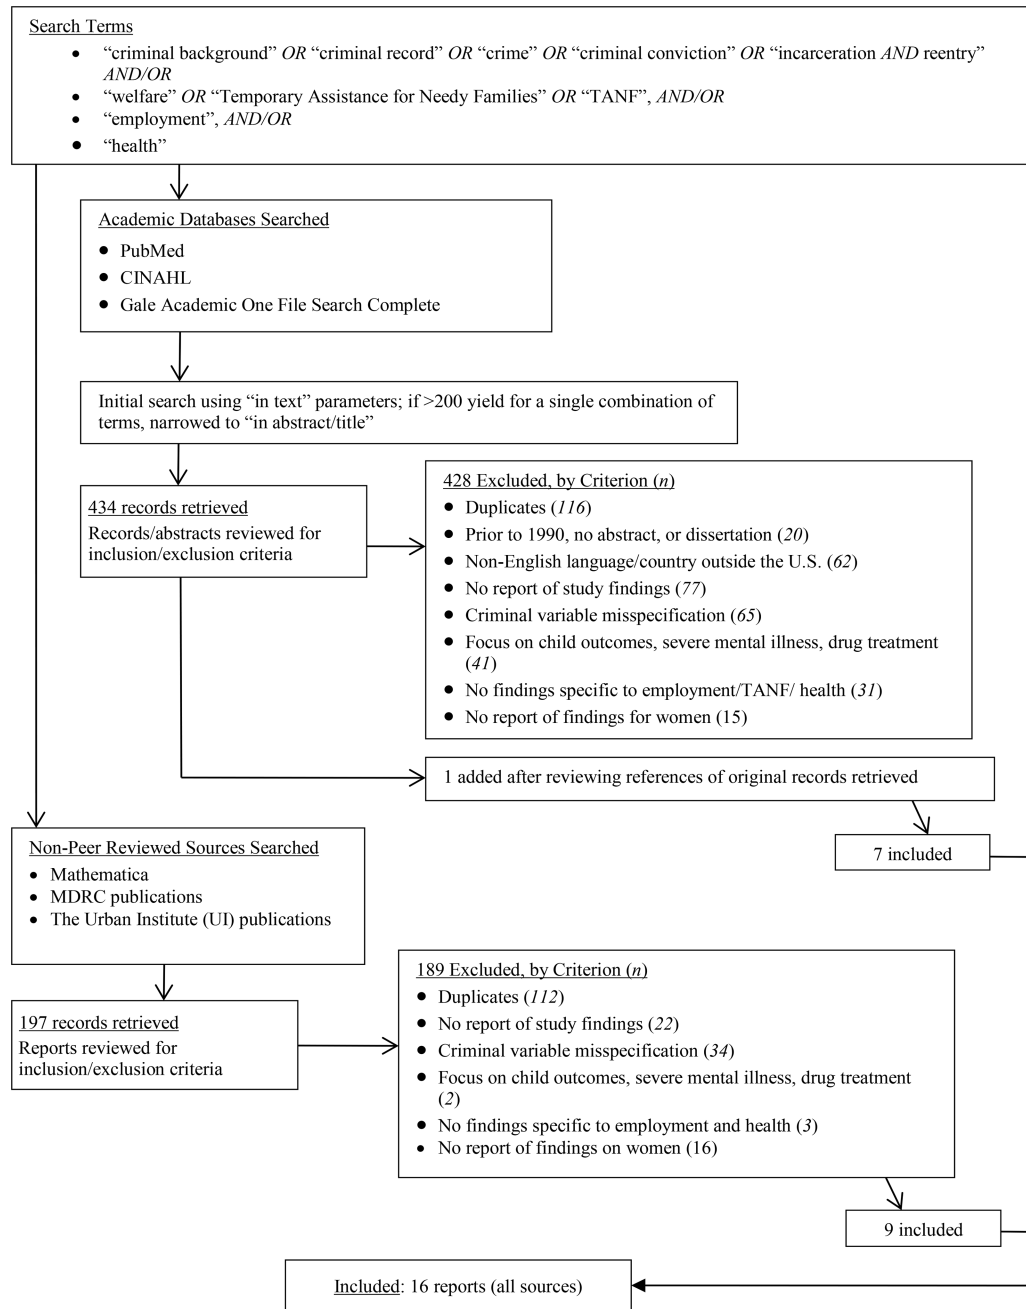 Search Terms
• “criminal background” OR “criminal record” OR “crime” OR “criminal conviction” OR “incarceration AND reentry”
AND/OR
• “welfare” OR “Temporary Assistance for Needy Families” OR “TANF”, AND/OR
• “employment”, AND/OR
• “health”
Academic Databases Searched
• PubMed
• CINAHL
• Gale Academic One File Search Complete
Initial search using “in text” parameters; if >200 yield for a single combination of
terms, narrowed to “in abstract/title”
434 records retrieved
Records/abstracts reviewed for
inclusion/exclusion criteria
428 Excluded, by Criterion (n)
• Duplicates (116)
• Prior to 1990, no abstract, or dissertation (20)
• Non-English language/country outside the U.S. (62)
• No report of study findings (77)
• Criminal variable misspecification (65)
• Focus on child outcomes, severe mental illness, drug treatment
(41)
• No findings specific to employment/TANF/ health (31)
• No report of findings for women (15)
1 added after reviewing references of original records retrieved
7 included
Non-Peer Reviewed Sources Searched
• Mathematica
• MDRC publications
• The Urban Institute (UI) publications
197 records retrieved
Reports reviewed for
inclusion/exclusion criteria
189 Excluded, by Criterion (n)
• Duplicates (112)
• No report of study findings (22)
• Criminal variable misspecification (34)
• Focus on child outcomes, severe mental illness, drug treatment
(2)
• No findings specific to employment and health (3)
• No report of findings on women (16)
9 included
Included: 16 reports (all sources)